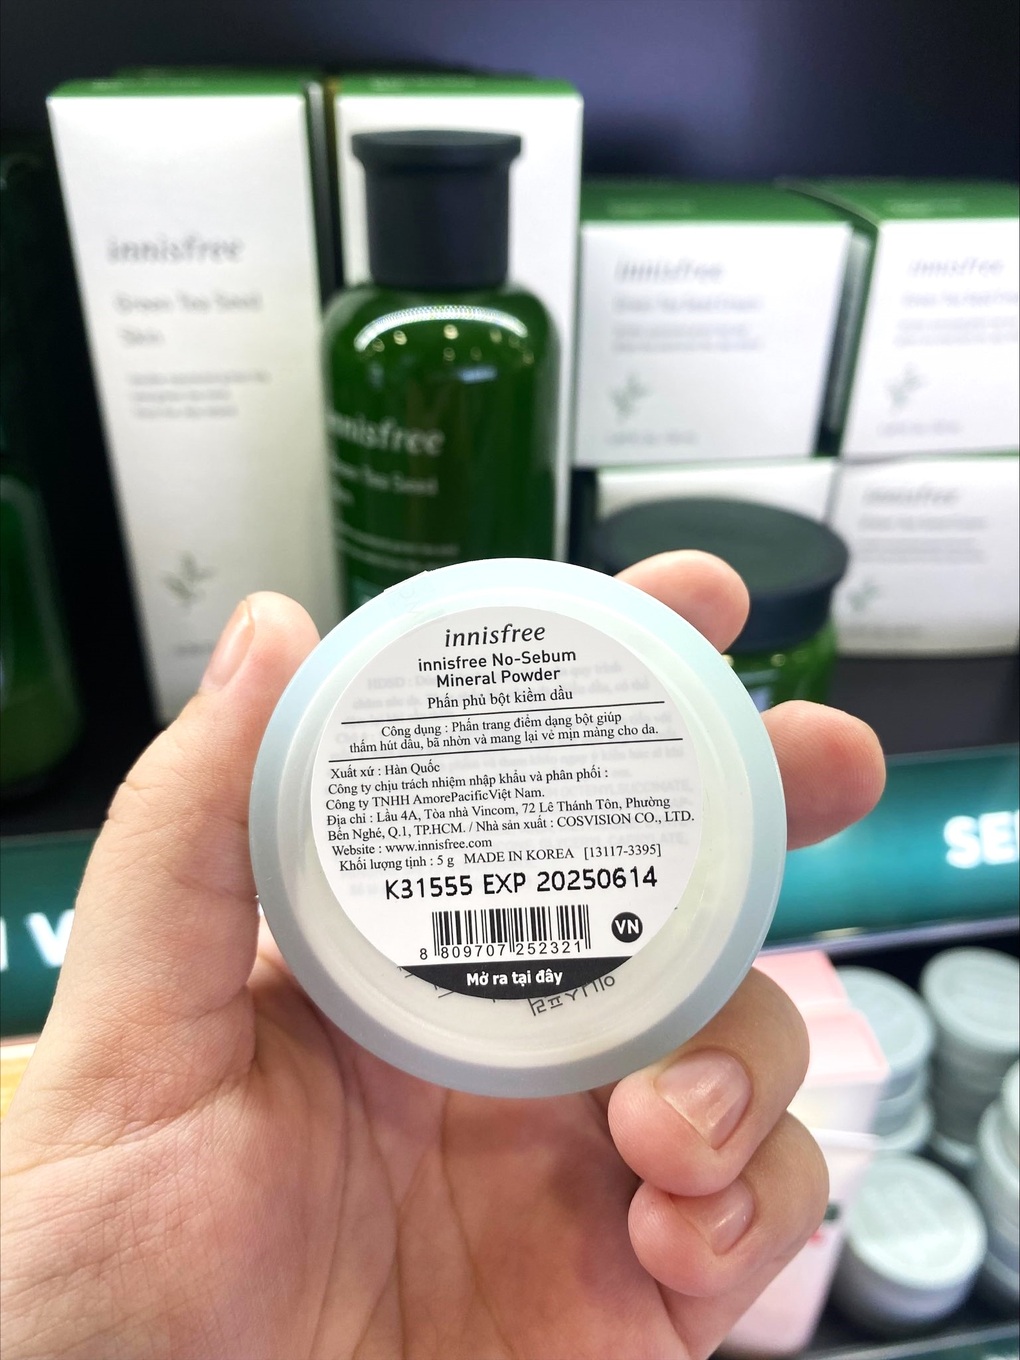 innisfree
Green Tea Seed
Skin
innisfree
innisfree
innisfree
Green Tea Seed
innisfree
innisfree
innisfree No-Sebum
Mineral Powder
Phấn phủ bột kiềm dầu
Công dụng : Phấn trang điểm dạng bột giúp
thấm hút dầu, bã nhờn và mang lại vẻ mịn màng cho da.
Xuất xứ : Hàn Quốc
Công ty chịu trách nhiệm nhập khẩu và phân phối :
Công ty TNHH AmorePacificViệt Nam.
Địa chỉ : Lầu 4A, Tòa nhà Vincom, 72 Lê Thánh Tôn, Phường
Bến Nghé, Q.1, TP.HCM. / Nhà sản xuất : COSVISION CO., LTD.
Website : www.innisfree.com
Khối lượng tịnh : 5 g MADE IN KOREA [13117-3395]
K31555 EXP 20250614
8 809707 252321
VN
Mở ra tại đây
SE